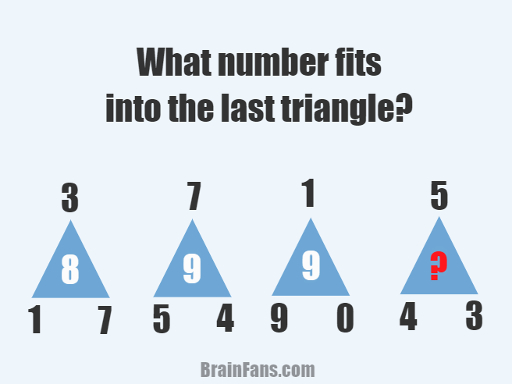 What number fits
into the last triangle?
3 7 1 5
8 9 9 ?
1 7 5 4 9 0 4 3
BrainFans.com